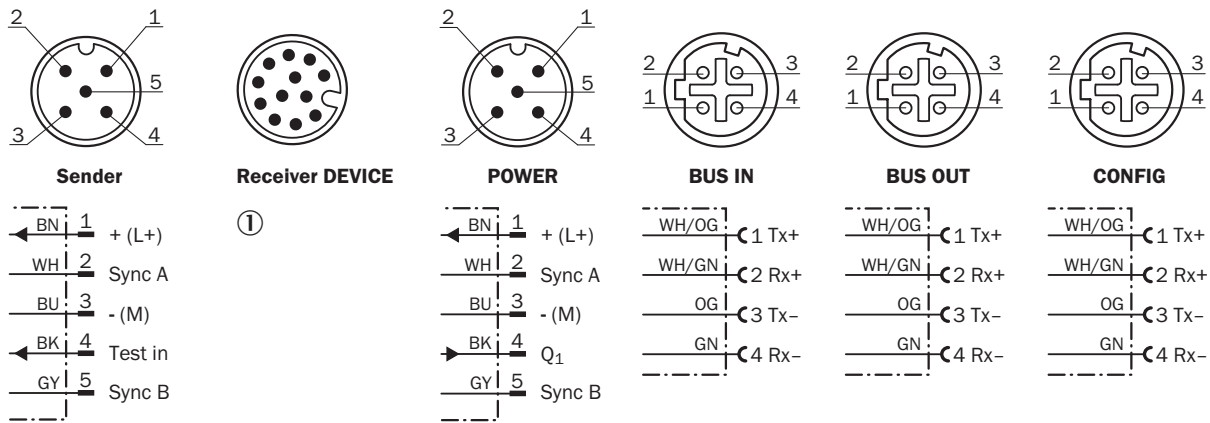 2 1
5
3 4
Sender
BN 1 + (L+)
WH 2 Sync A
BU 3 - (M)
BK 4 Test in
GY 5 Sync B
Receiver DEVICE
①
2 1
5
3 4
POWER
BN 1 + (L+)
WH 2 Sync A
BU 3 - (M)
BK 4 Q1
GY 5 Sync B
2 3
1 4
BUS IN
WH/OG 1 Tx+
WH/GN 2 Rx+
OG 3 Tx–
GN 4 Rx–
2 3
1 4
BUS OUT
WH/OG 1 Tx+
WH/GN 2 Rx+
OG 3 Tx–
GN 4 Rx–
2 3
1 4
CONFIG
WH/OG 1 Tx+
WH/GN 2 Rx+
OG 3 Tx–
GN 4 Rx–